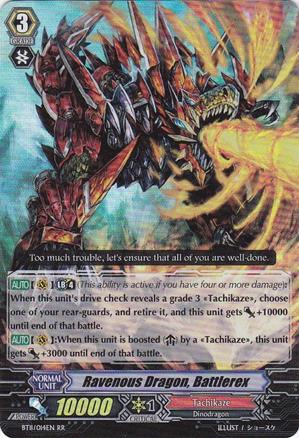 3
GRADE
Too much trouble, let's ensure that all of you are well-done.
AUTO [V] LB4 (This ability is active if you have four or more damage):
When this unit's drive check reveals a grade 3 «Tachikaze», choose
one of your rear-guards, and retire it, and this unit gets +10000
until end of that battle.
AUTO [V]: When this unit is boosted by a «Tachikaze», this
unit gets +3000 until end of that battle.
NORMAL
UNIT
Ravenous Dragon, Battlerex
POWER
10000
1
CRITICAL
Tachikaze
Dinodragon
BT8/014EN RR
ILLUST / ショースケ